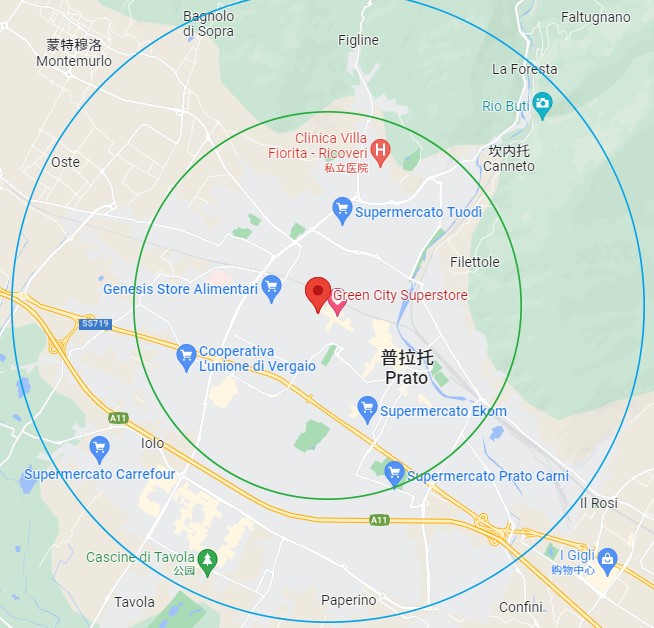 Bagnolo
di Sopra
Faltugnano
蒙特穆洛
Montemurlo
Figline
La Foresta
Rio Buti
Clinica Villa
Fiorita - Ricoveri
私立医院
坎内托
Canneto
Oste
Supermercato Tuodì
Filettole
Genesis Store Alimentari
Green City Superstore
SS719
Cooperativa
L'unione di Vergaio
普拉托
Prato
Supermercato Ekom
A11
Iolo
Supermercato Carrefour
Supermercato Prato Carni
Il Rosi
A11
Cascine di Tavola
公园
I Gigli
购物中心
Tavola
Paperino
Confini